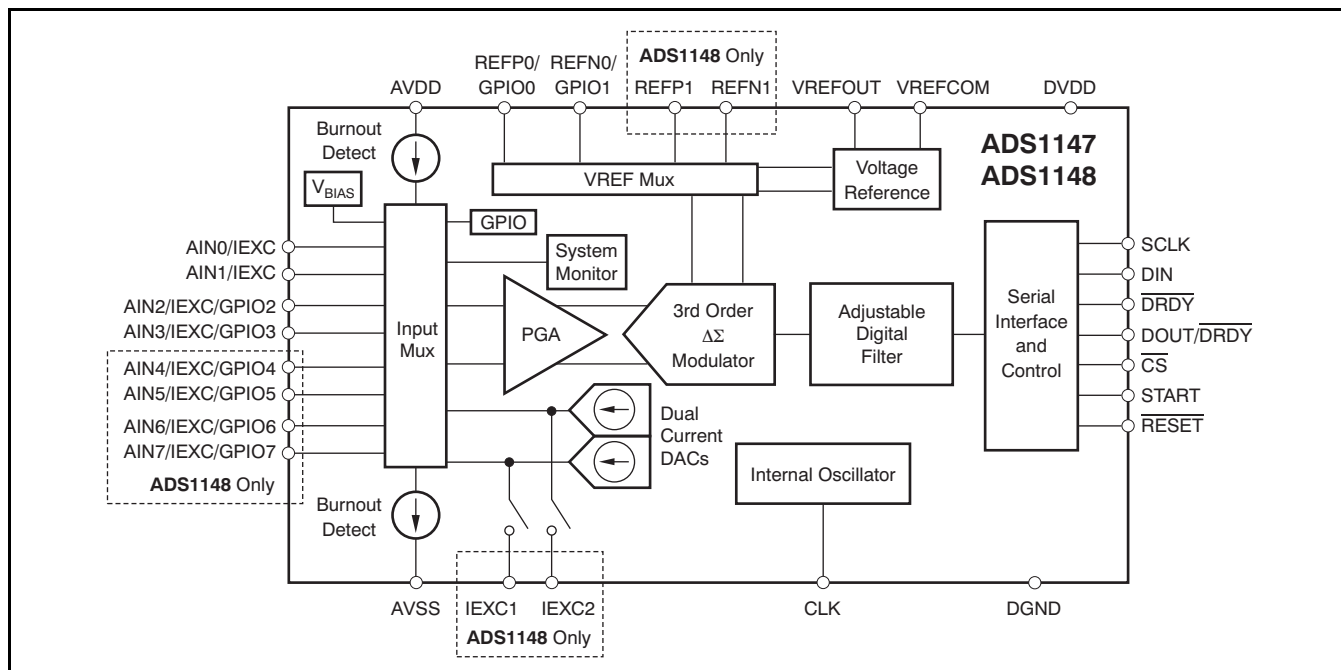 REFP0/
GPIO0
REFN0/
GPIO1
ADS1148 Only
REFP1
REFN1
AVDD
VREFOUT
VREFCOM
DVDD
Burnout
Detect
ADS1147
ADS1148
VREF Mux
Voltage
Reference
VBIAS
GPIO
System
Monitor
AIN0/IEXC
AIN1/IEXC
AIN2/IEXC/GPIO2
AIN3/IEXC/GPIO3
AIN4/IEXC/GPIO4
AIN5/IEXC/GPIO5
AIN6/IEXC/GPIO6
AIN7/IEXC/GPIO7
ADS1148 Only
Input
Mux
PGA
3rd Order
ΔΣ
Modulator
Adjustable
Digital
Filter
Serial
Interface
and
Control
SCLK
DIN
DRDY
DOUT/DRDY
CS
START
RESET
Dual
Current
DACs
Internal Oscillator
Burnout
Detect
AVSS
IEXC1
IEXC2
ADS1148 Only
CLK
DGND